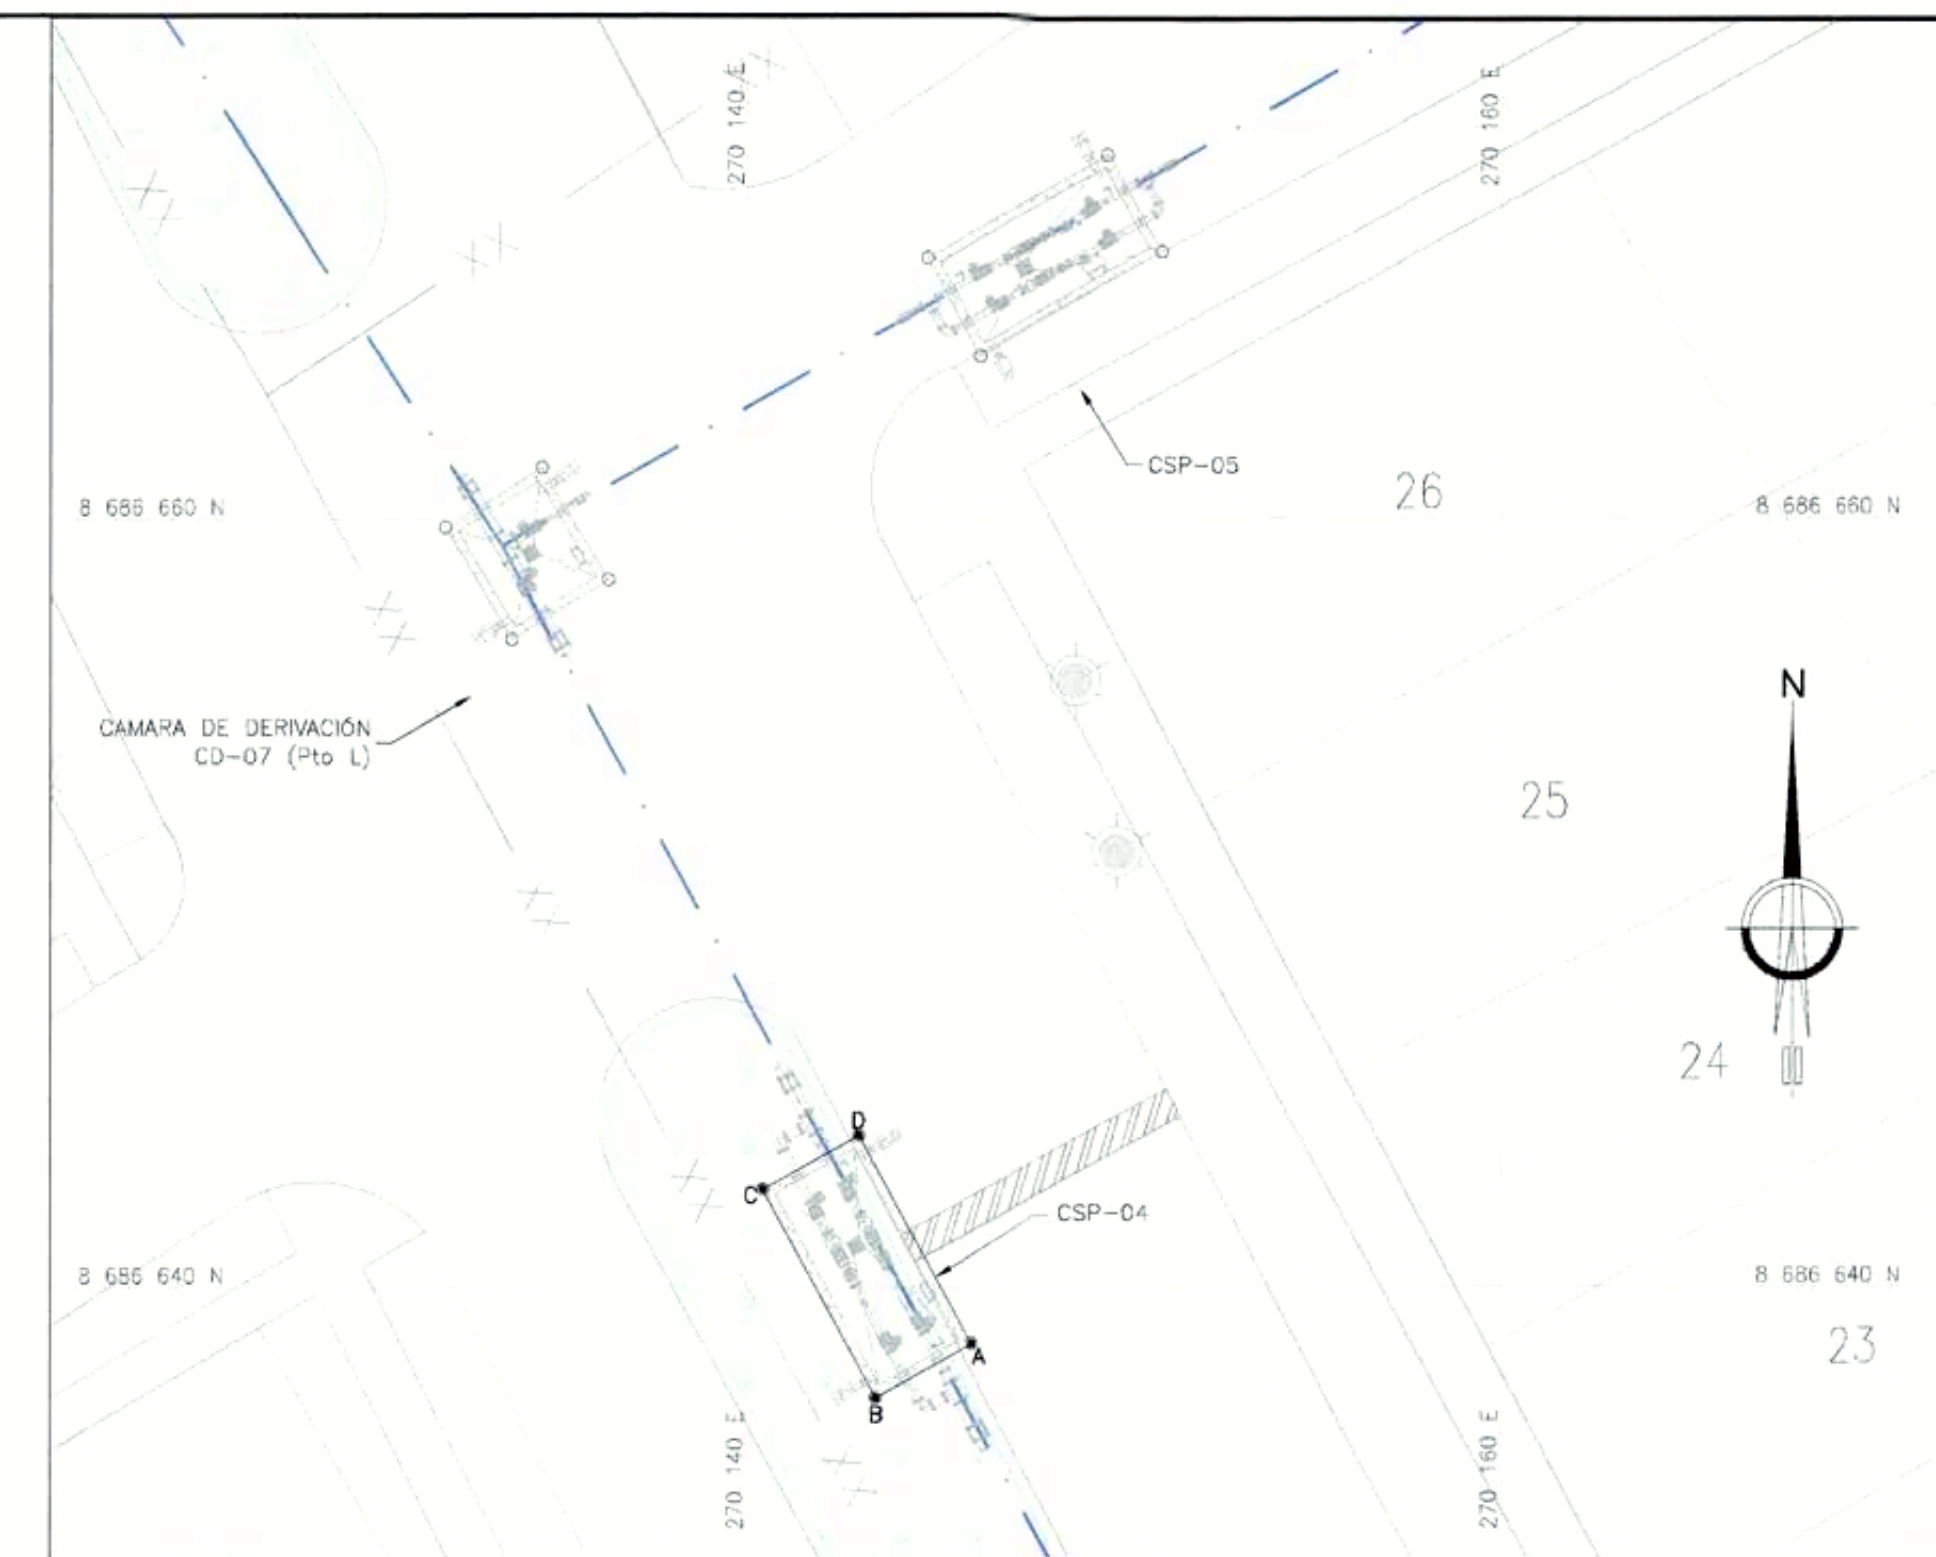 270 140 E
270 160 E
CSP-05
26
8 686 660 N
8 686 660 N
N
CAMARA DE DERIVACIÓN
CD-07 (Pto L)
25
24
D
C
CSP-04
8 686 640 N
8 686 640 N
A
23
B
270 140 E
270 160 E